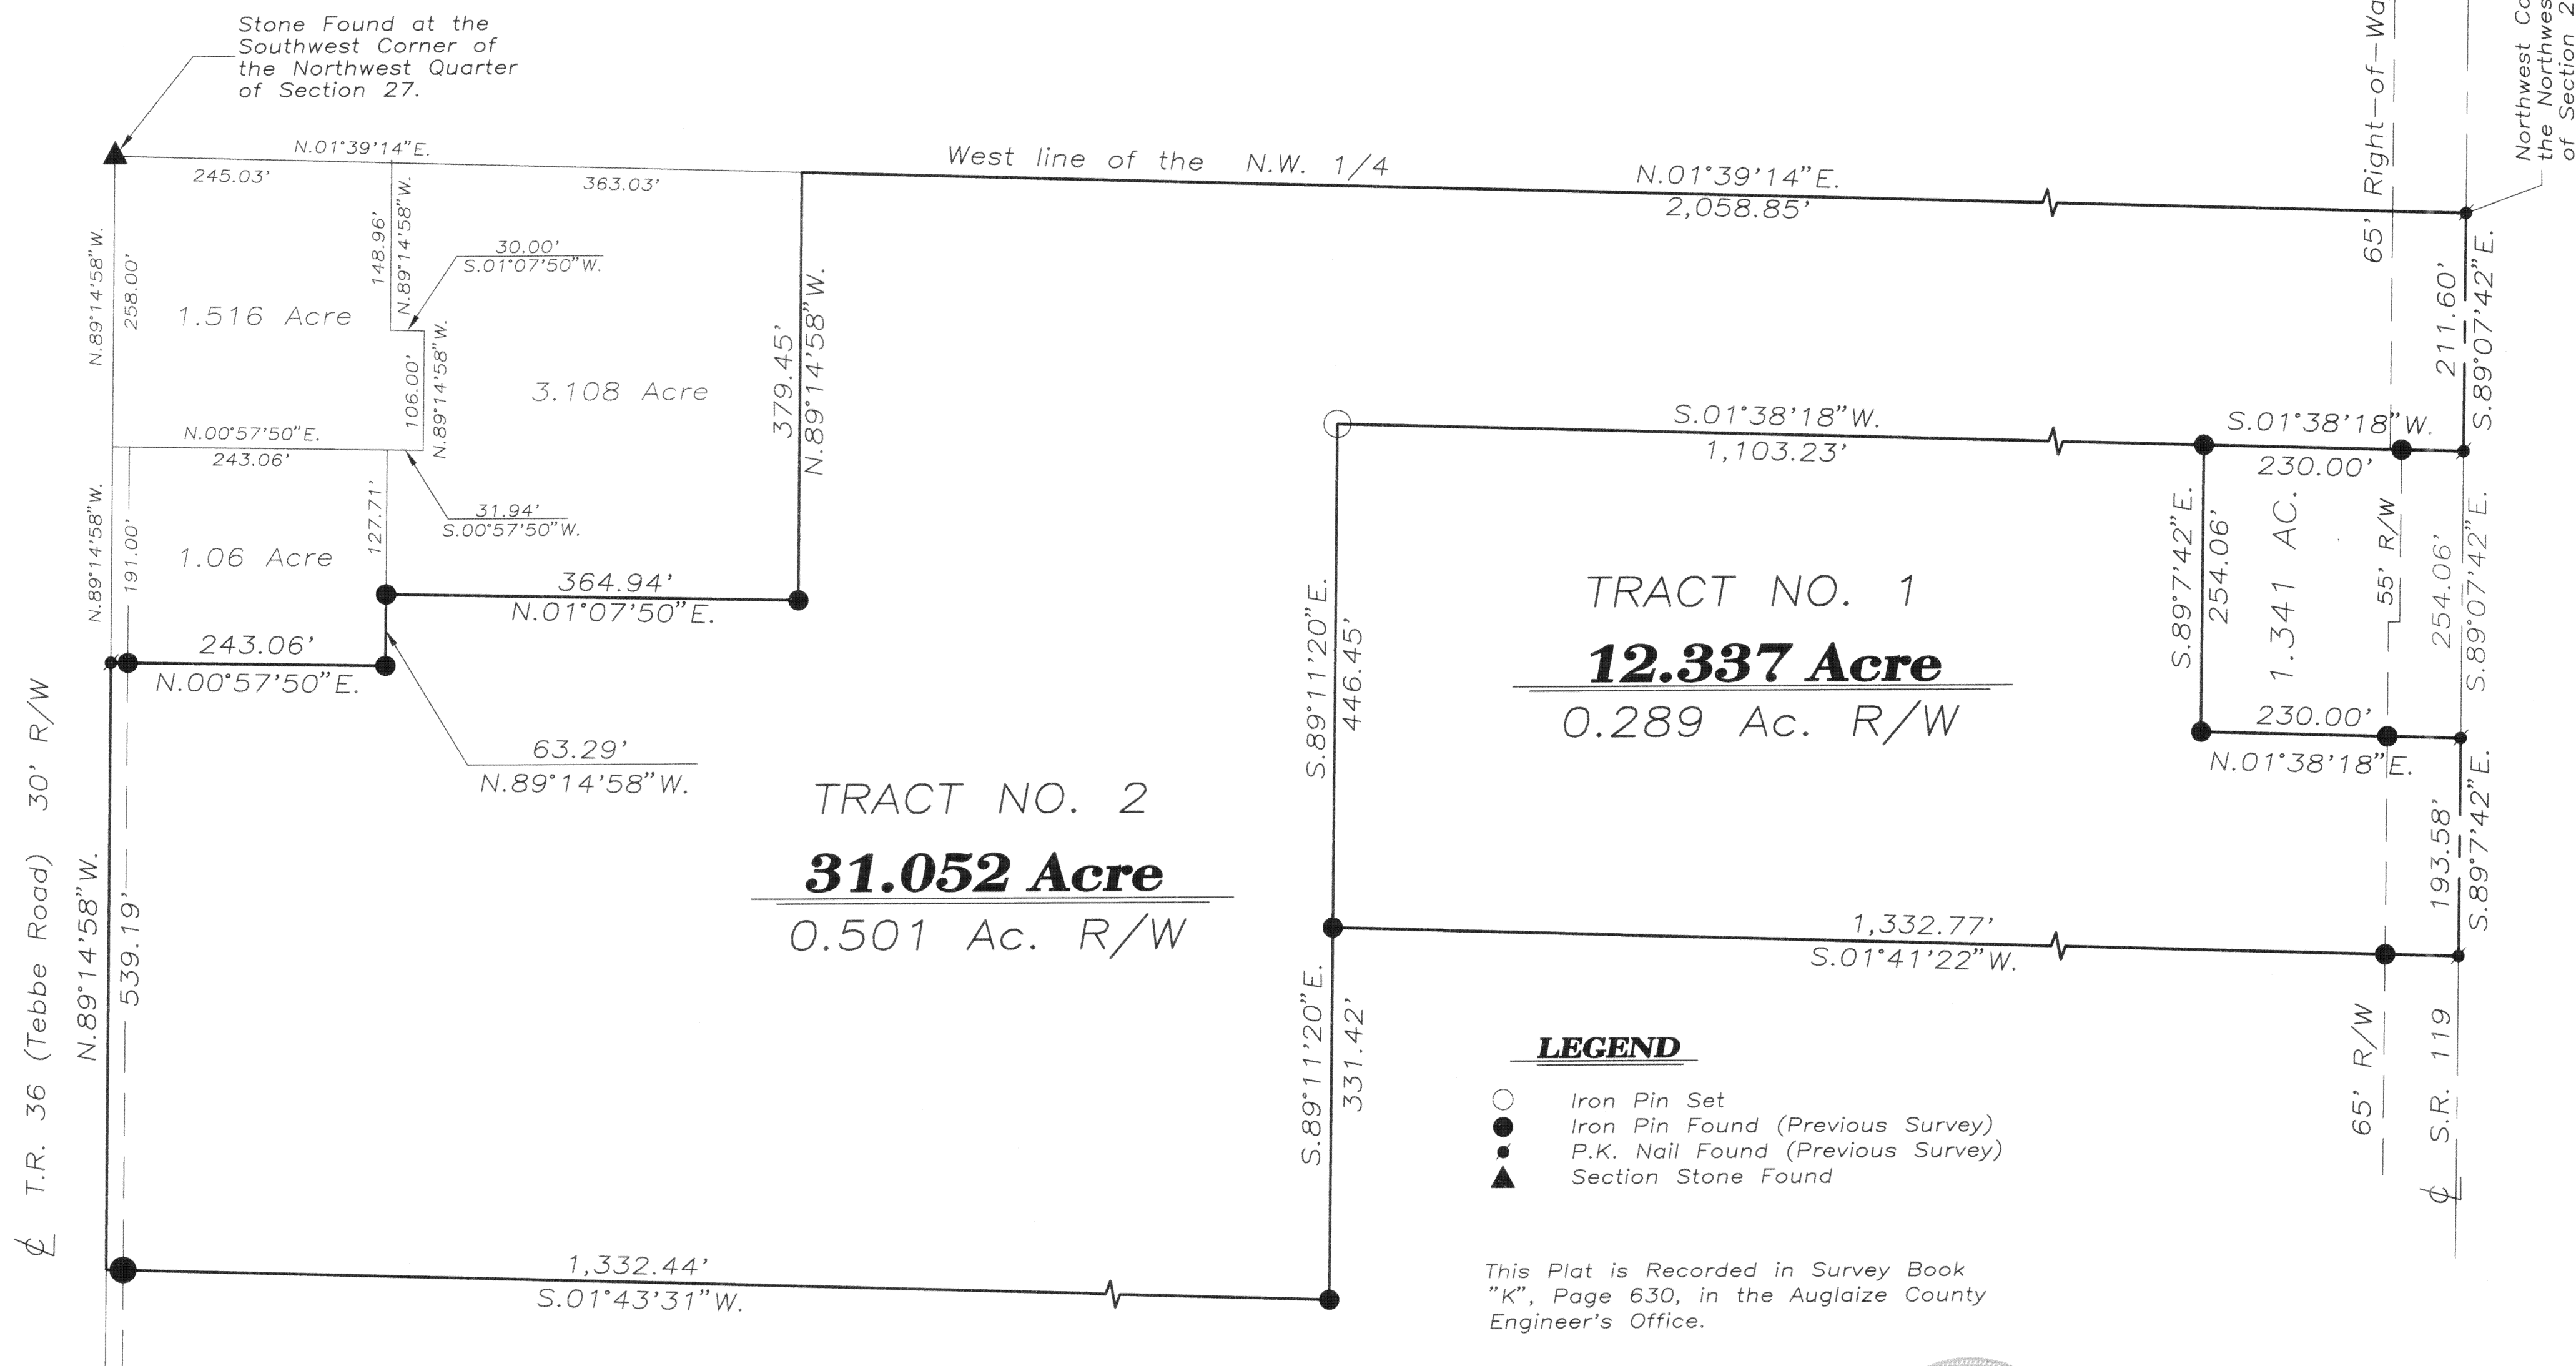 Stone Found at the
Southwest Corner of
the Northwest Quarter
of Section 27.
N.01°39'14"E.
245.03'
363.03'
West line of the N.W. 1/4
N.01°39'14"E.
2,058.85'
65' Right-of-Wa
Northwest Co
the Northwes
of Section 2
N.89°14'58"W.
258.00'
148.96'
N.89°14'58"W.
30.00'
S.01°07'50"W.
1.516 Acre
106.00'
N.89°14'58"W.
3.108 Acre
379.45'
N.89°14'58"W.
211.60'
S.89°07'42"E.
N.00°57'50"E.
243.06'
31.94'
S.00°57'50"W.
S.01°38'18"W.
1,103.23'
S.01°38'18"W.
230.00'
N.89°14'58"W.
191.00'
1.06 Acre
127.71'
364.94'
N.01°07'50"E.
243.06'
N.00°57'50"E.
63.29'
N.89°14'58"W.
S.89°11'20"E.
446.45'
TRACT NO. 1
12.337 Acre
0.289 Ac. R/W
S.89°7'42"E.
254.06'
1.341 AC.
55' R/W
254.06'
S.89°07'42"E.
230.00'
N.01°38'18"E.
T.R. 36 (Tebbe Road) 30' R/W
N.89°14'58"W.
539.19'
TRACT NO. 2
31.052 Acre
0.501 Ac. R/W
193.58'
S.89°7'42"E.
1,332.77'
S.01°41'22"W.
S.89°11'20"E.
331.42'
65' R/W
℄ S.R. 119
℄
LEGEND
Iron Pin Set
Iron Pin Found (Previous Survey)
P.K. Nail Found (Previous Survey)
Section Stone Found
1,332.44'
S.01°43'31"W.
This Plat is Recorded in Survey Book
"K", Page 630, in the Auglaize County
Engineer's Office.